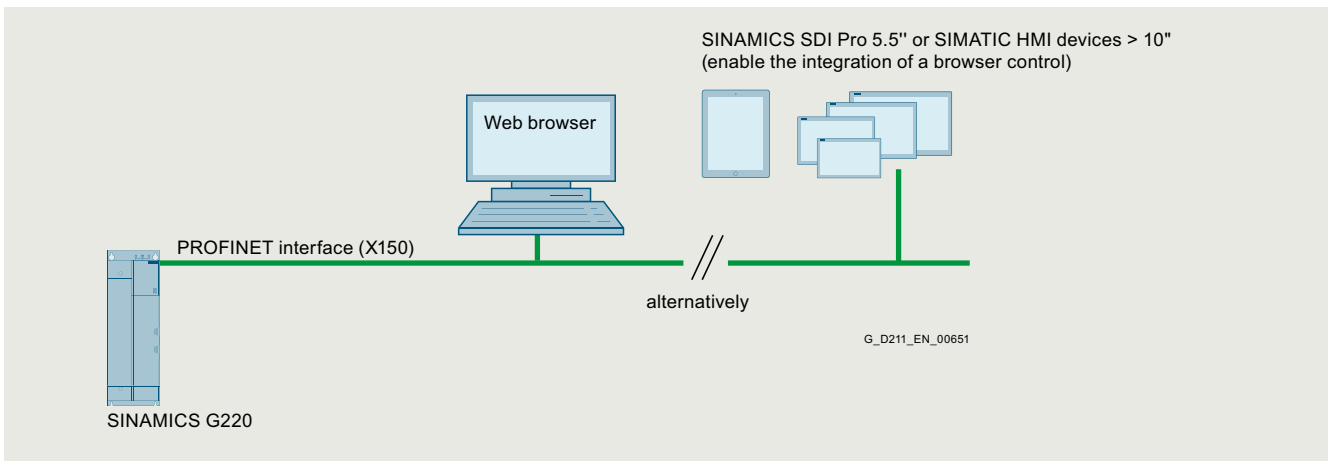 SINAMICS SDI Pro 5.5'' or SIMATIC HMI devices > 10"
(enable the integration of a browser control)
Web browser
PROFINET interface (X150)
alternatively
G_D211_EN_00651
SINAMICS G220